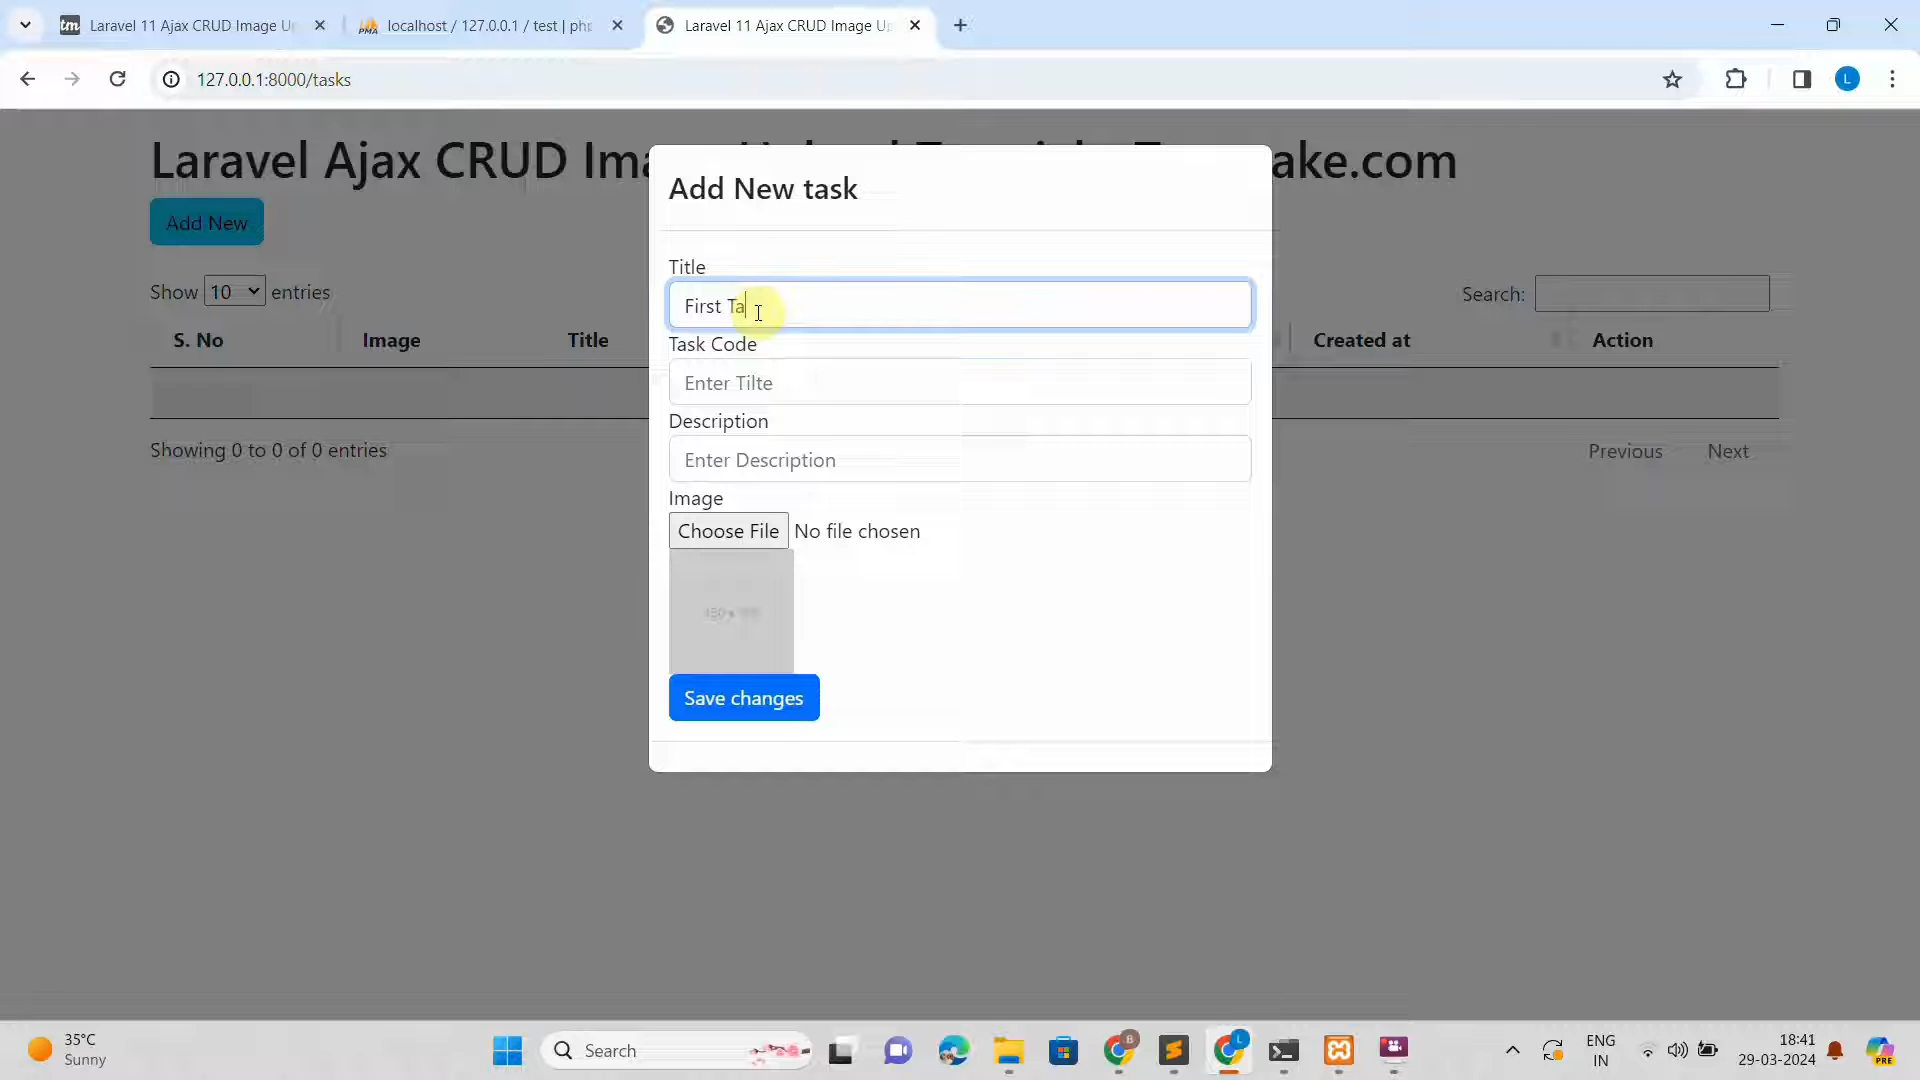 Laravel 11 Ajax CRUD Image Up
localhost / 127.0.0.1 / test | php
Laravel 11 Ajax CRUD Image Up
127.0.0.1:8000/tasks
L
Laravel Ajax CRUD Ima
ake.com
Add New
Show 10 entries
Search:
S. No
Image
Title
Created at
Action
Showing 0 to 0 of 0 entries
Previous
Next
Add New task
Title
First Ta
Task Code
Enter Tilte
Description
Enter Description
Image
Choose File No file chosen
Save changes
35°C
Sunny
Search
ENG
IN
18:41
29-03-2024